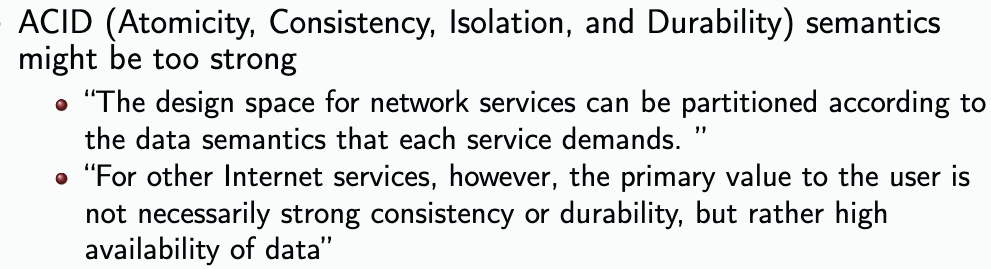 ACID (Atomicity, Consistency, Isolation, and Durability) semantics
might be too strong
“The design space for network services can be partitioned according to
the data semantics that each service demands. ”
“For other Internet services, however, the primary value to the user is
not necessarily strong consistency or durability, but rather high
availability of data”